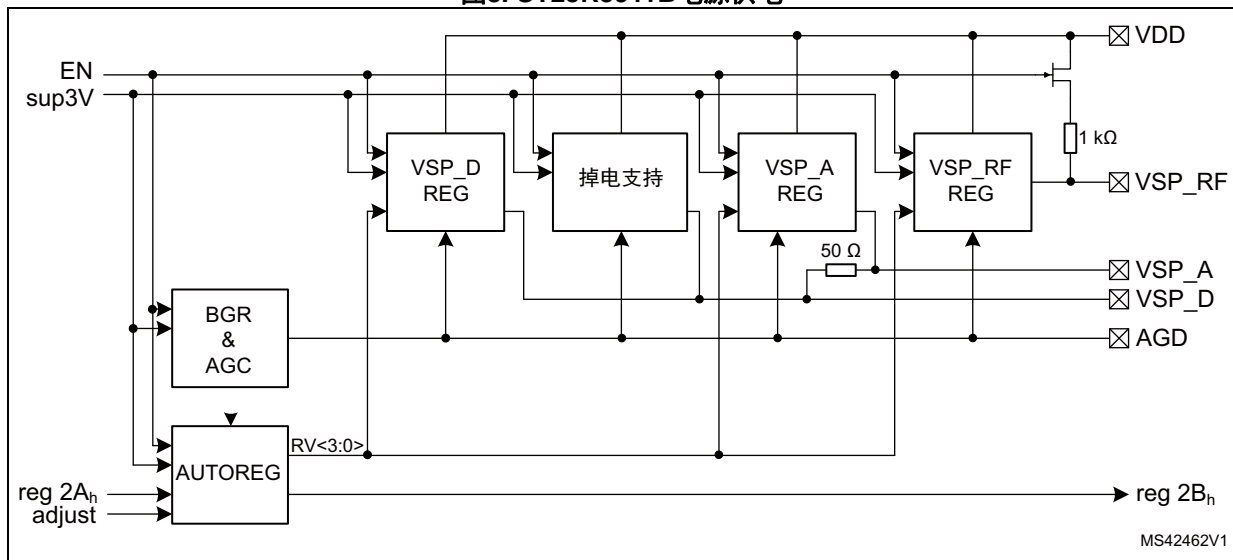 VDD
EN
sup3V
VSP_D
REG
掉电支持
VSP_A
REG
VSP_RF
REG
1 kΩ
VSP_RF
50 Ω
VSP_A
VSP_D
BGR
&
AGC
AGD
AUTOREG
RV<3:0>
reg 2Ah
adjust
reg 2Bh
MS42462V1